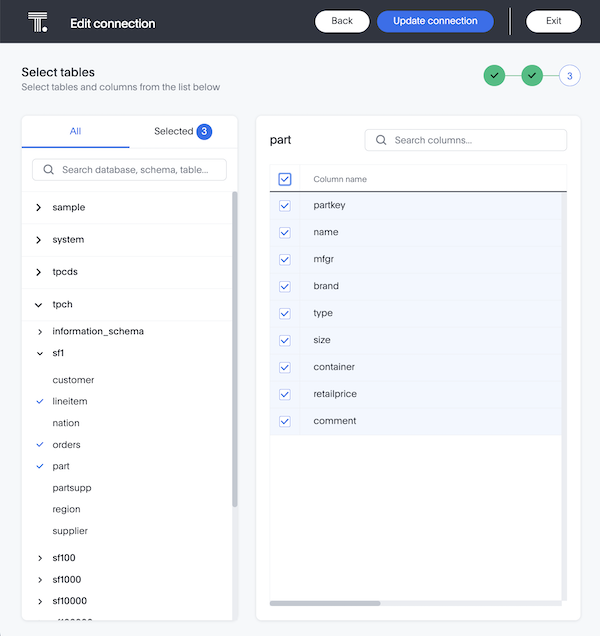 Edit connection
Back
Update connection
Exit
Select tables
Select tables and columns from the list below
3
All
Selected 3
Search database, schema, table...
sample
system
tpcds
tpch
information_schema
sf1
customer
lineitem
nation
orders
part
partsupp
region
supplier
sf100
sf1000
sf10000
part
Search columns...
Column name
partkey
name
mfgr
brand
type
size
container
retailprice
comment